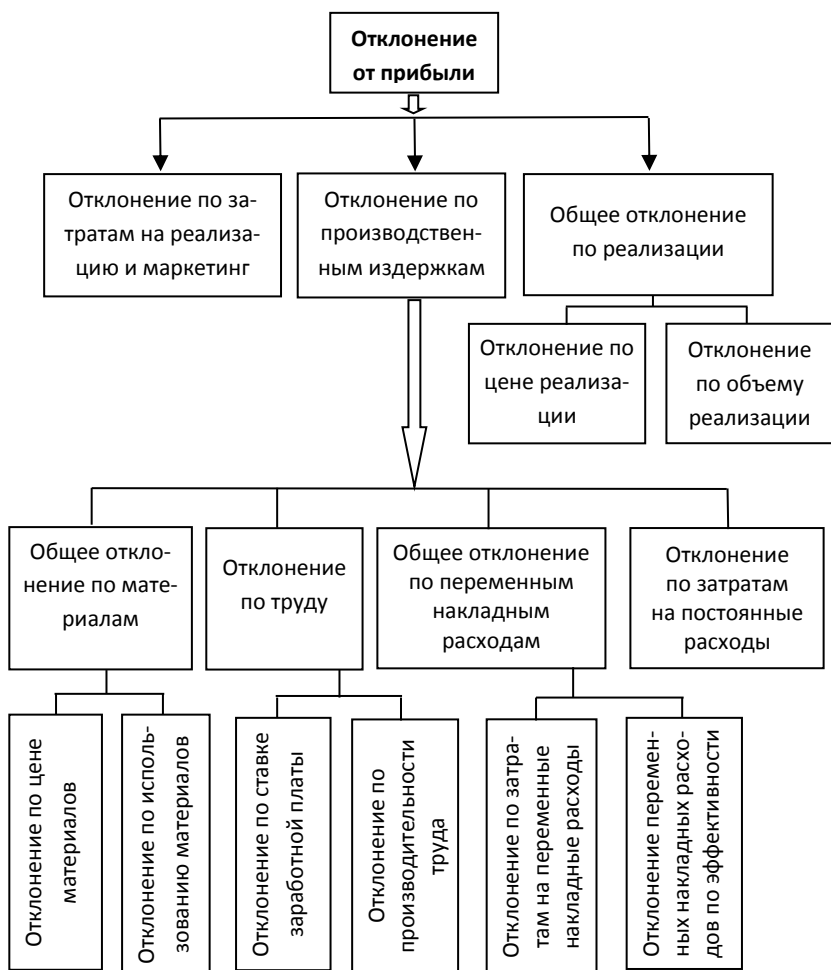 Отклонение
от прибыли
Отклонение по за-
тратам на реализа-
цию и маркетинг
Отклонение по
производствен-
ным издержкам
Общее отклонение
по реализации
Отклонение по
цене реализа-
ции
Отклонение
по объему
реализации
Общее откло-
нение по мате-
риалам
Отклонение
по труду
Общее отклонение
по переменным
накладным
расходам
Отклонение
по затратам
на постоянные
расходы
Отклонение по цене
материалов
Отклонение по исполь-
зованию материалов
Отклонение по ставке
заработной платы
Отклонение по
производительности
труда
Отклонение по затра-
там на переменные
накладные расходы
Отклонение перемен-
ных накладных расхо-
дов по эффективности